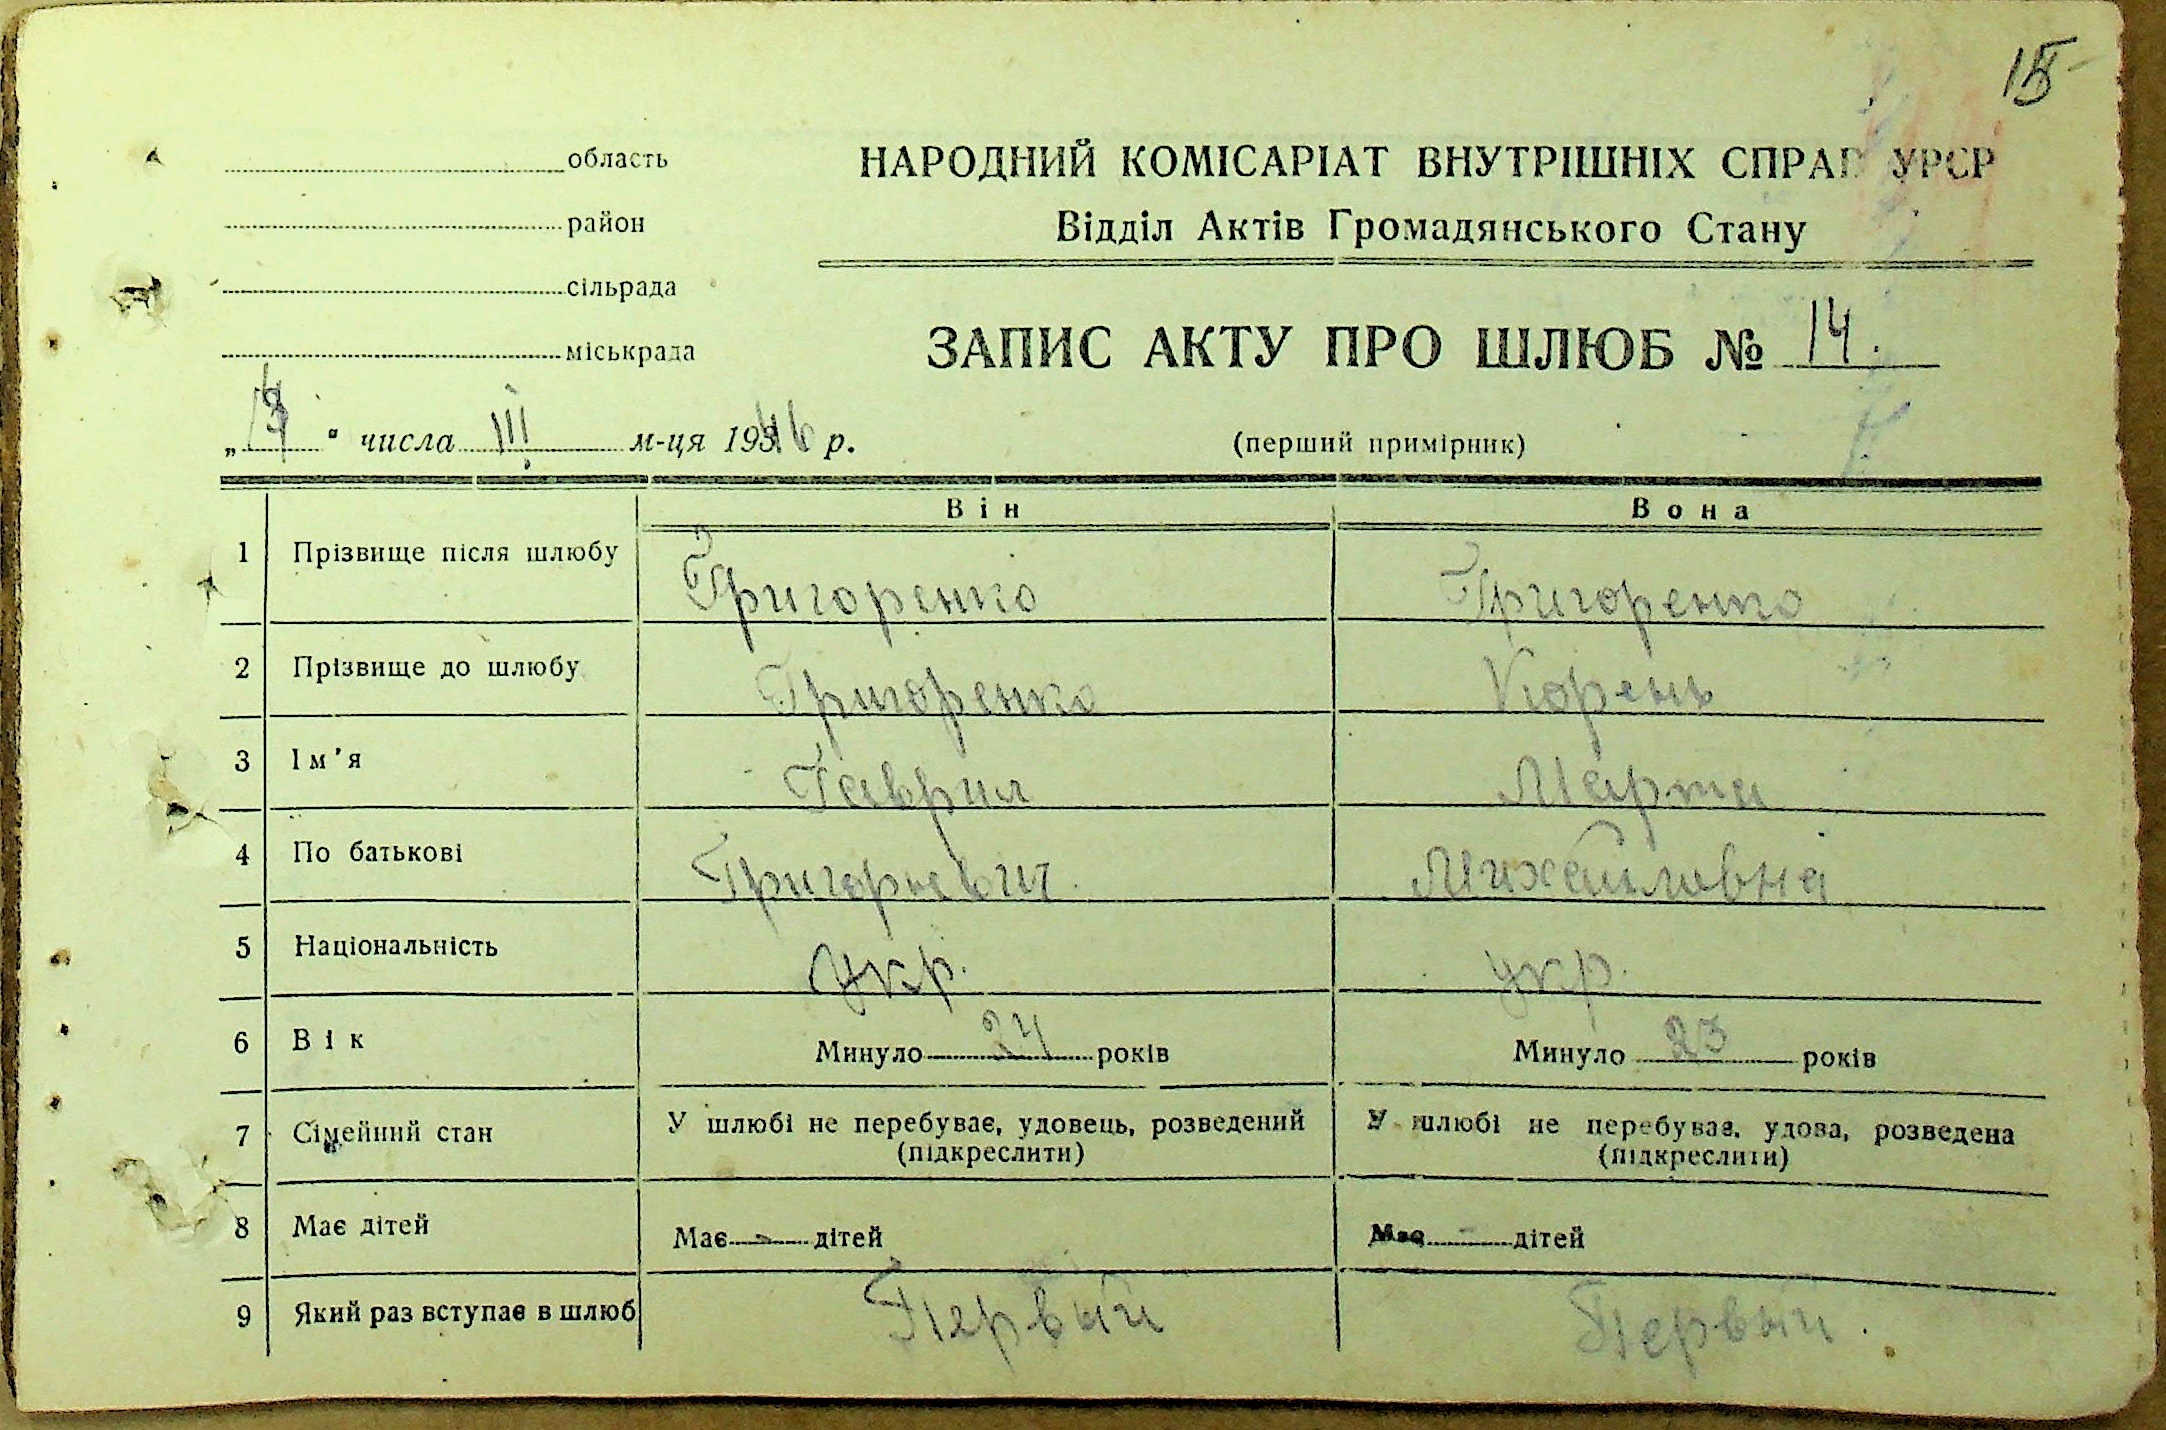 15
область
НАРОДНИЙ КОМІСАРІАТ ВНУТРІШНІХ СПРАВ УРСР
район
Відділ Актів Громадянського Стану
сільрада
міськрада
ЗАПИС АКТУ ПРО ШЛЮБ № 14.
„ “ числа III м-ця 1946 р.
(перший примірник)
Він Вона
1 Прізвище після шлюбу Григоренко Григоренко
2 Прізвище до шлюбу Григоренко Корень
3 Ім'я Гаврил Марта
4 По батькові Григорьевич Михайловна
5 Національність укр. укр.
6 Вік Минуло 24 років Минуло 23 років
7 Сімейний стан У шлюбі не перебуває, удовець, розведений У шлюбі не перебуває, удова, розведена
(підкреслити) (підкреслити)
8 Має дітей Має - дітей Має - дітей
9 Який раз вступає в шлюб Первый Первый.